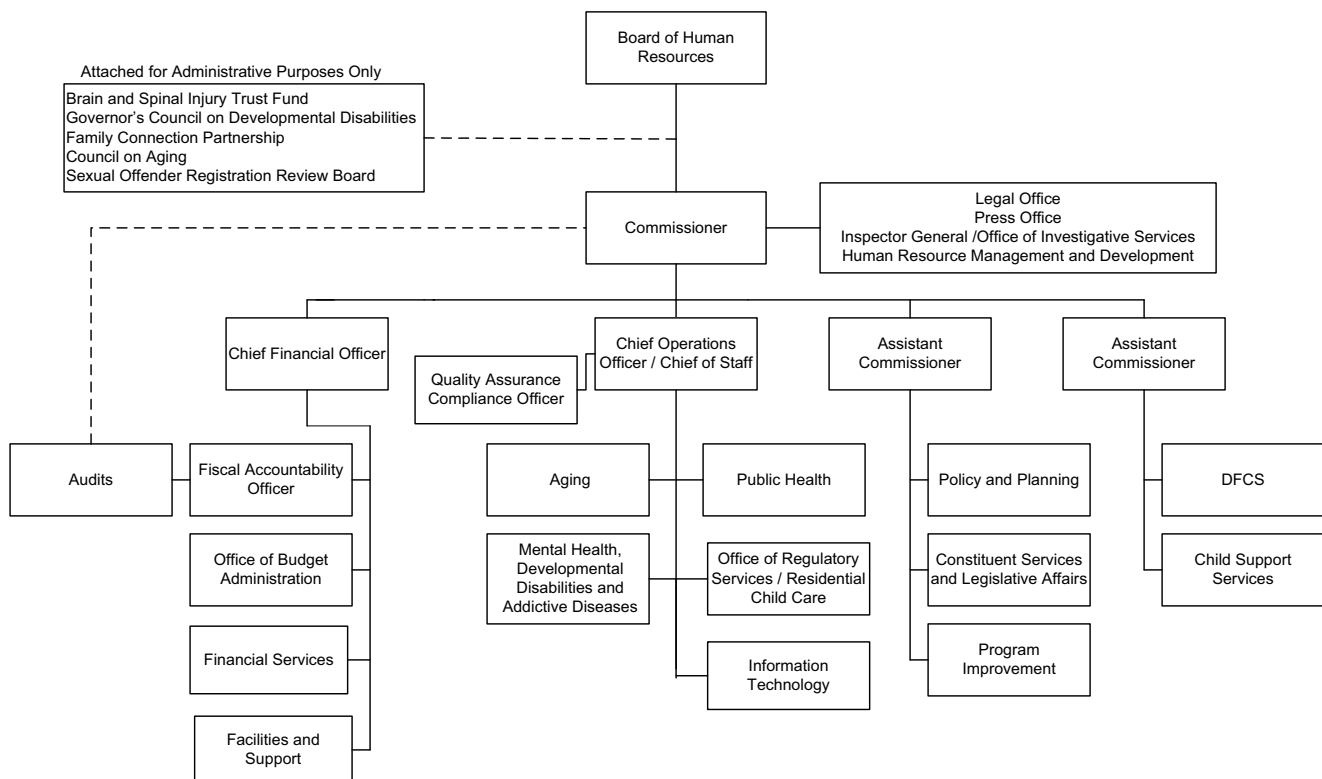 Board of Human
Resources
Attached for Administrative Purposes Only
Brain and Spinal Injury Trust Fund
Governor's Council on Developmental Disabilities
Family Connection Partnership
Council on Aging
Sexual Offender Registration Review Board
Commissioner
Legal Office
Press Office
Inspector General /Office of Investigative Services
Human Resource Management and Development
Chief Financial Officer
Chief Operations
Officer / Chief of Staff
Assistant
Commissioner
Assistant
Commissioner
Quality Assurance
Compliance Officer
Audits
Fiscal Accountability
Officer
Aging
Public Health
Policy and Planning
DFCS
Office of Budget
Administration
Mental Health,
Developmental
Disabilities and
Addictive Diseases
Office of Regulatory
Services / Residential
Child Care
Constituent Services
and Legislative Affairs
Child Support
Services
Financial Services
Information
Technology
Program
Improvement
Facilities and
Support